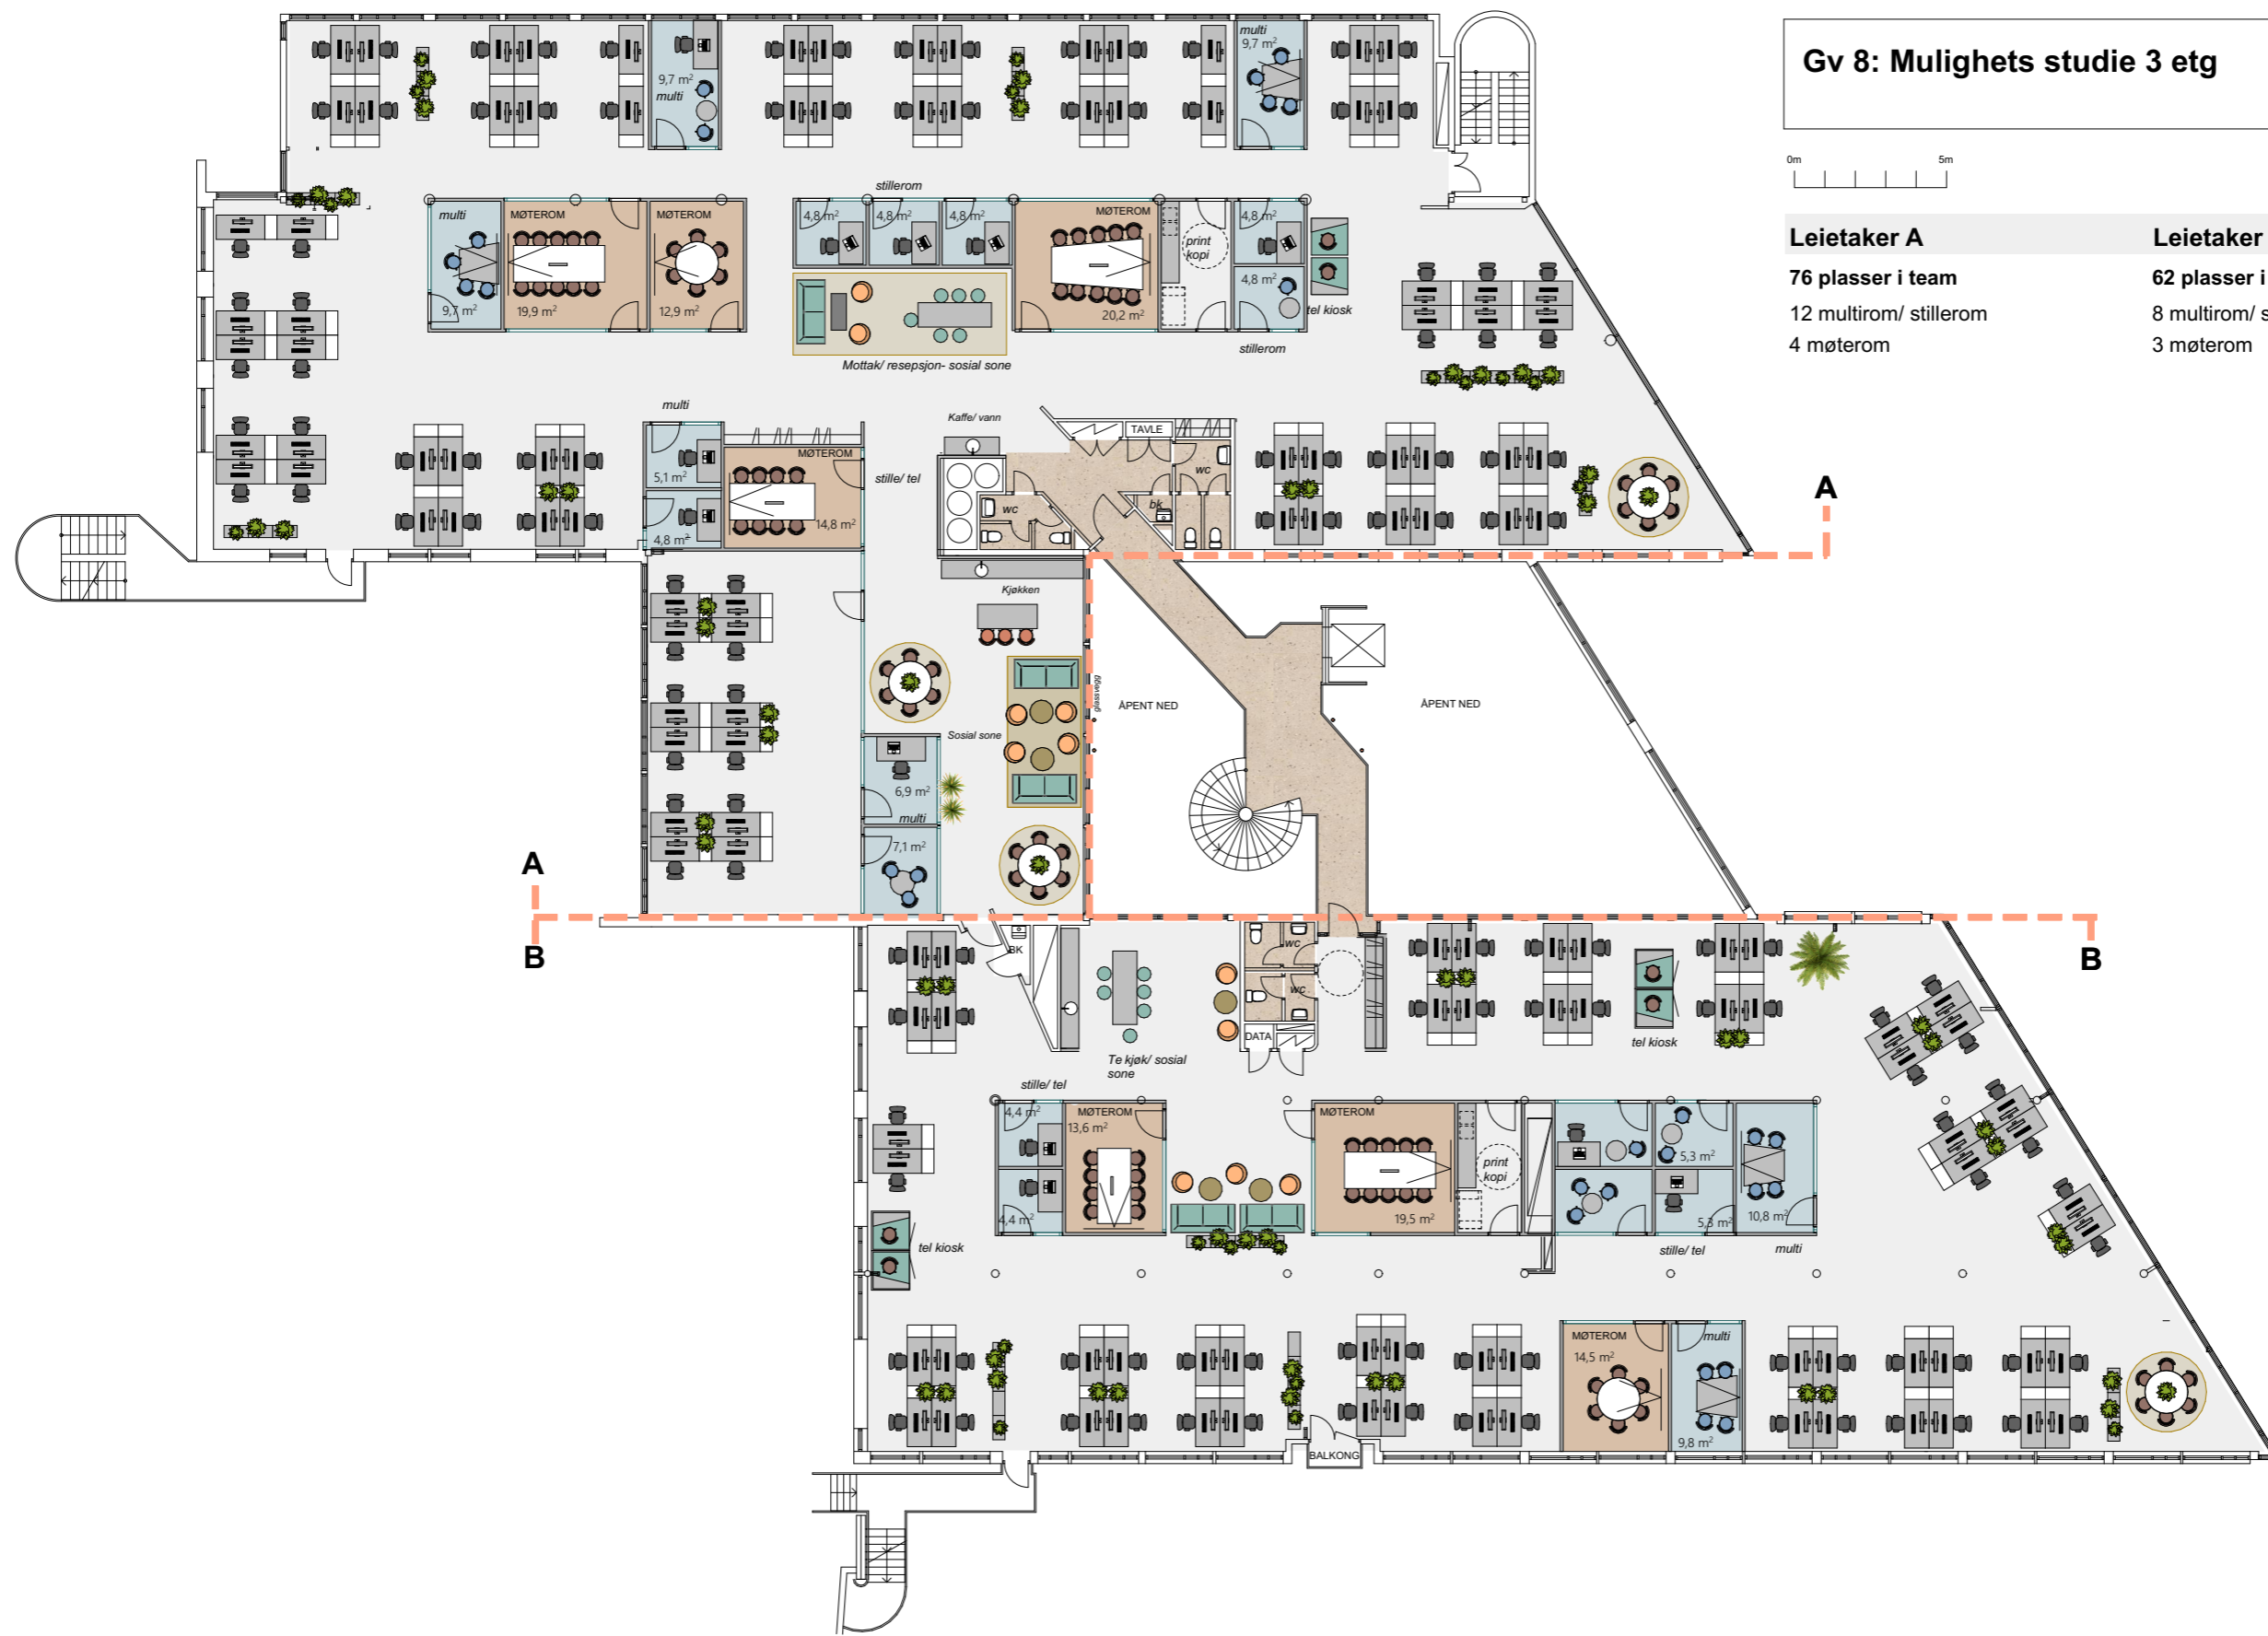 Gv 8: Mulighets studie 3 etg
0m 5m
Leietaker A
76 plasser i team
12 multirom/ stillerom
4 møterom
Leietaker
62 plasser i
8 multirom/ s
3 møterom
9,7 m²
multi
multi
9,7 m²
stillerom
multi
9,7 m²
MØTEROM
19,9 m²
MØTEROM
12,9 m²
4,8 m²
4,8 m²
4,8 m²
MØTEROM
20,2 m²
print
kopi
4,8 m²
4,8 m²
tel kiosk
stillerom
Mottak/ resepsjon- sosial sone
multi
5,1 m²
4,8 m²
MØTEROM
14,8 m²
stille/ tel
Kaffe/ vann
TAVLE
wc
wc
bk
A
Kjøkken
glassvegg
ÅPENT NED
ÅPENT NED
Sosial sone
6,9 m²
multi
7,1 m²
A
B
B
BK
wc
wc
DATA
Te kjøk/ sosial
sone
tel kiosk
stille/ tel
4,4 m²
4,4 m²
MØTEROM
13,6 m²
MØTEROM
19,5 m²
print
kopi
5,3 m²
5,3 m²
10,8 m²
stille/ tel
multi
tel kiosk
MØTEROM
14,5 m²
multi
9,8 m²
BALKONG